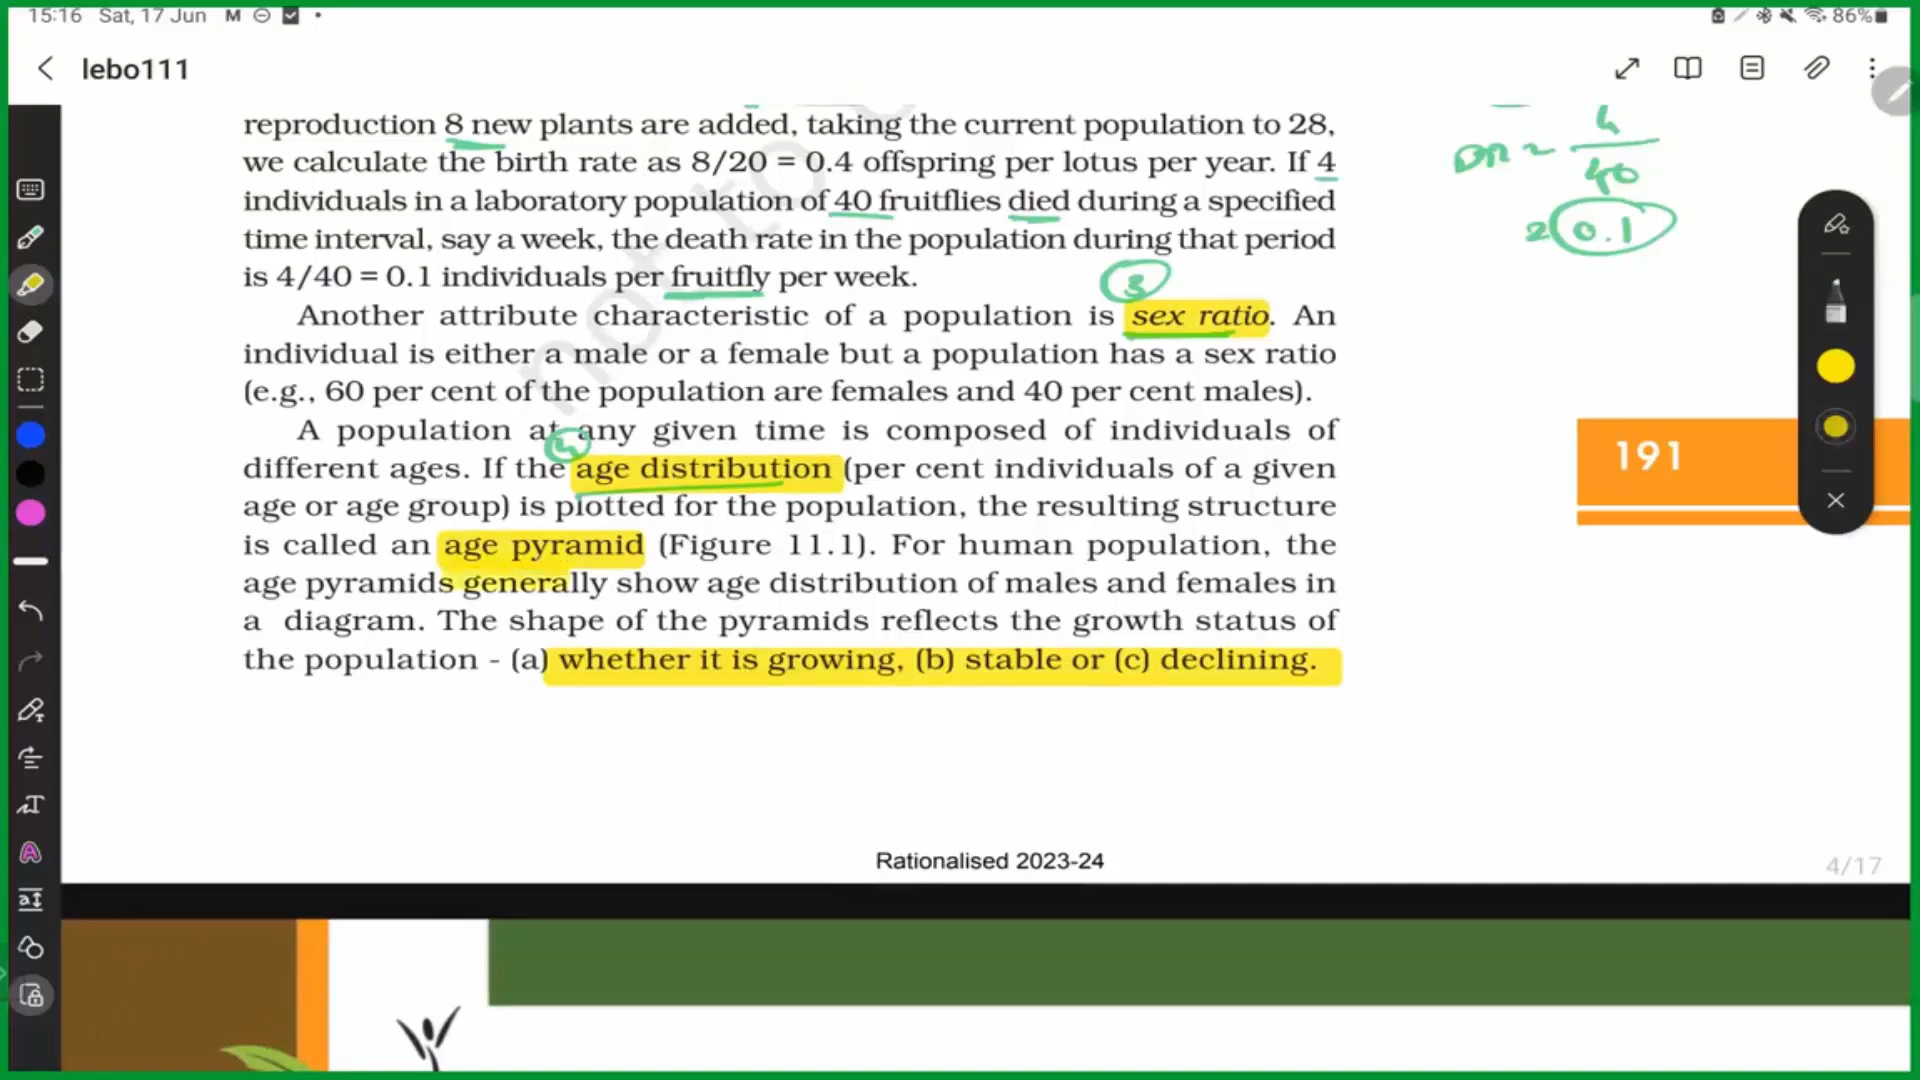 15:16 Sat, 17 Jun M
86%
lebo111
reproduction 8 new plants are added, taking the current population to 28,
we calculate the birth rate as 8/20 = 0.4 offspring per lotus per year. If 4
individuals in a laboratory population of 40 fruitflies died during a specified
time interval, say a week, the death rate in the population during that period
is 4/40 = 0.1 individuals per fruitfly per week.
DR = 4
40
= 0.1
3
Another attribute characteristic of a population is sex ratio. An
individual is either a male or a female but a population has a sex ratio
(e.g., 60 per cent of the population are females and 40 per cent males).
A population at any given time is composed of individuals of
4
different ages. If the age distribution (per cent individuals of a given
age or age group) is plotted for the population, the resulting structure
is called an age pyramid (Figure 11.1). For human population, the
age pyramids generally show age distribution of males and females in
a diagram. The shape of the pyramids reflects the growth status of
the population - (a) whether it is growing, (b) stable or (c) declining.
191
not to
Rationalised 2023-24
4/17